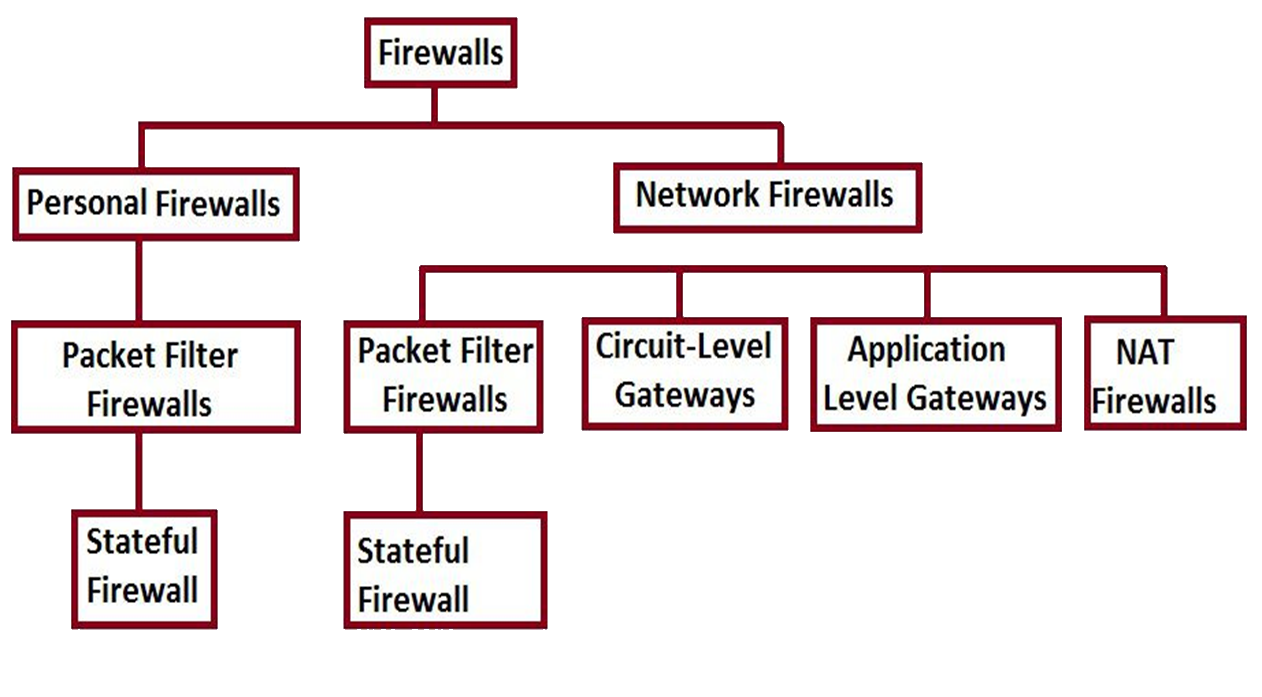 Firewalls
Personal Firewalls
Network Firewalls
Packet Filter
Firewalls
Packet Filter
Firewalls
Circuit-Level
Gateways
Application
Level Gateways
NAT
Firewalls
Stateful
Firewall
Stateful
Firewall